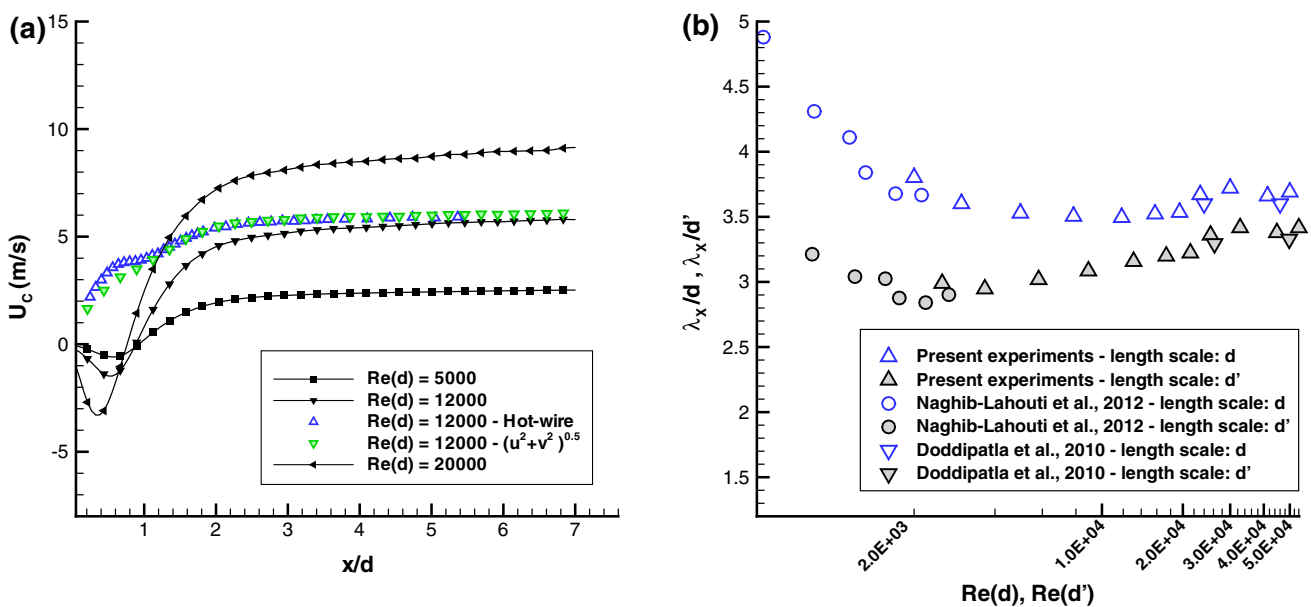 (a)
15
10
5
0
-5
U_C (m/s)
1 2 3 4 5 6 7
x/d
Re(d) = 5000
Re(d) = 12000
Re(d) = 12000 - Hot-wire
Re(d) = 12000 - (u²+v² )^0.5
Re(d) = 20000
(b)
5
4.5
4
3.5
3
2.5
2
1.5
λ_x/d , λ_x/d'
2.0E+03 1.0E+04 2.0E+04 3.0E+04 4.0E+04 5.0E+04
Re(d), Re(d')
Present experiments - length scale: d
Present experiments - length scale: d'
Naghib-Lahouti et al., 2012 - length scale: d
Naghib-Lahouti et al., 2012 - length scale: d'
Doddipatla et al., 2010 - length scale: d
Doddipatla et al., 2010 - length scale: d'